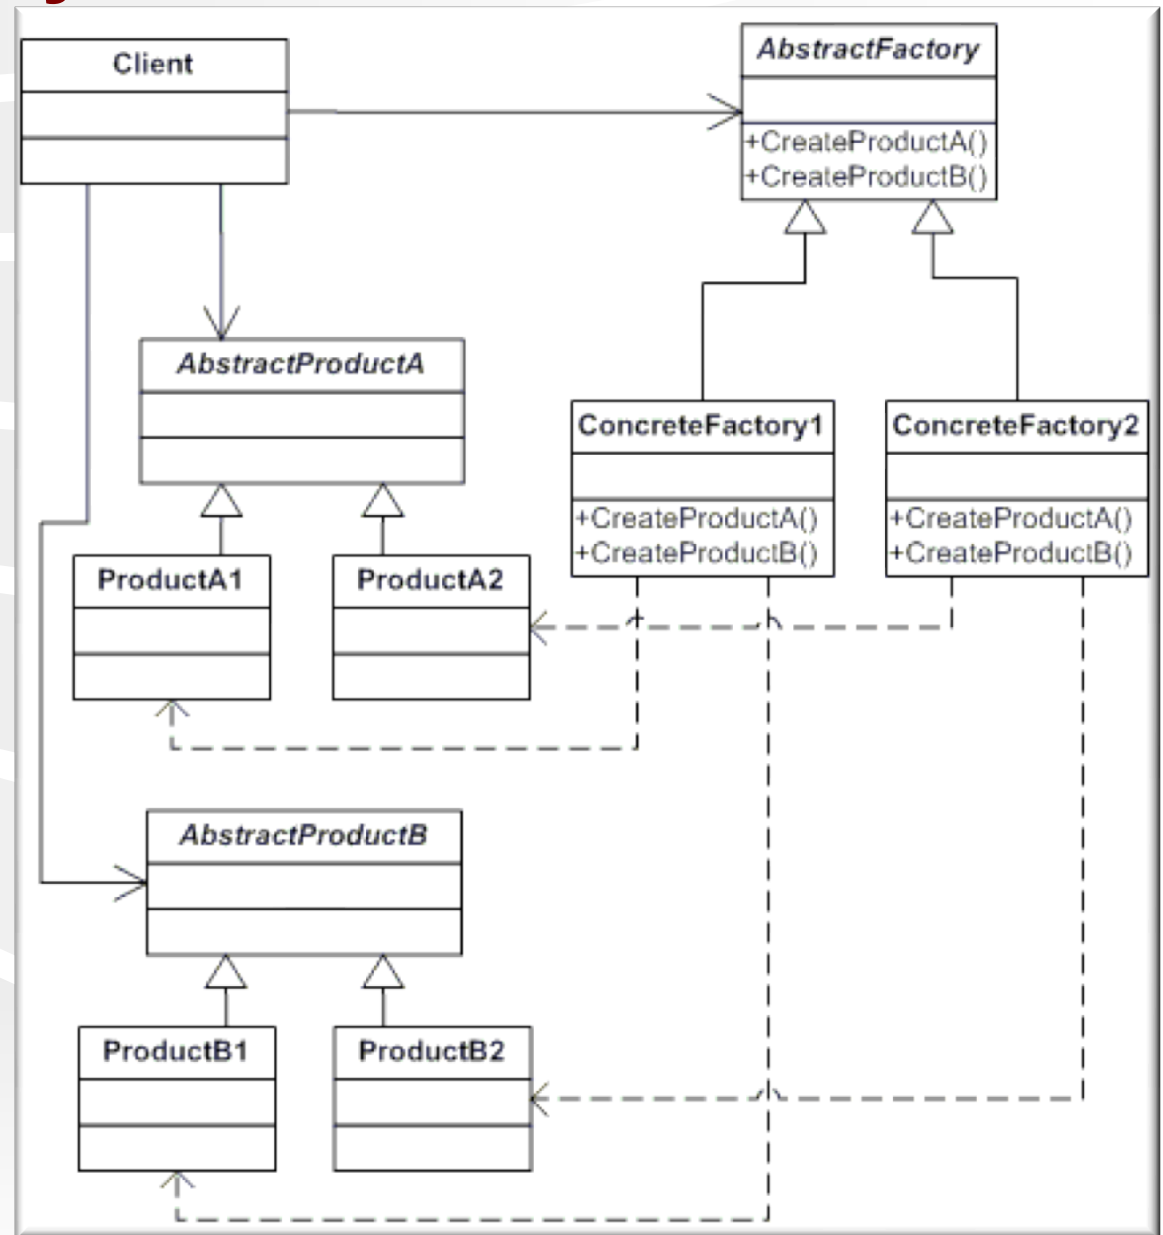 Client
AbstractFactory
+CreateProductA()
+CreateProductB()
AbstractProductA
ConcreteFactory1
+CreateProductA()
+CreateProductB()
ConcreteFactory2
+CreateProductA()
+CreateProductB()
ProductA1
ProductA2
AbstractProductB
ProductB1
ProductB2